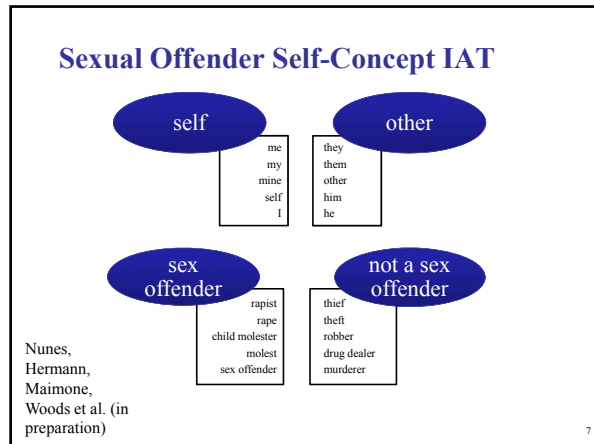 Sexual Offender Self-Concept IAT
self
other
me
my
mine
self
I
they
them
other
him
he
sex
offender
not a sex
offender
rapist
rape
child molester
molest
sex offender
thief
theft
robber
drug dealer
murderer
Nunes,
Hermann,
Maimone,
Woods et al. (in
preparation)
7